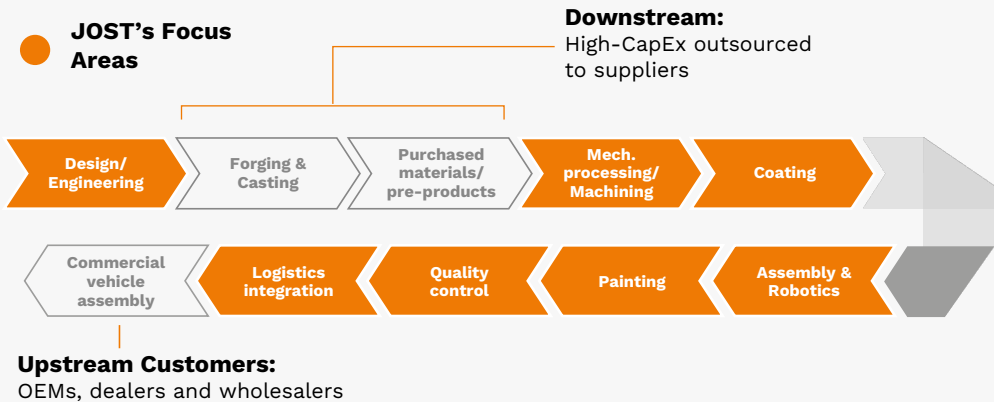 JOST's Focus
Areas
Downstream:
High-CapEx outsourced
to suppliers
Design/
Engineering
Forging &
Casting
Purchased
materials/
pre-products
Mech.
processing/
Machining
Coating
Commercial
vehicle
assembly
Logistics
integration
Quality
control
Painting
Assembly &
Robotics
Upstream Customers:
OEMs, dealers and wholesalers